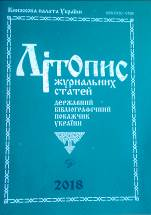 Книжкова палата України
Літопис
журнальних
статей
державний
бібліографічний
покажчик
україни
2018